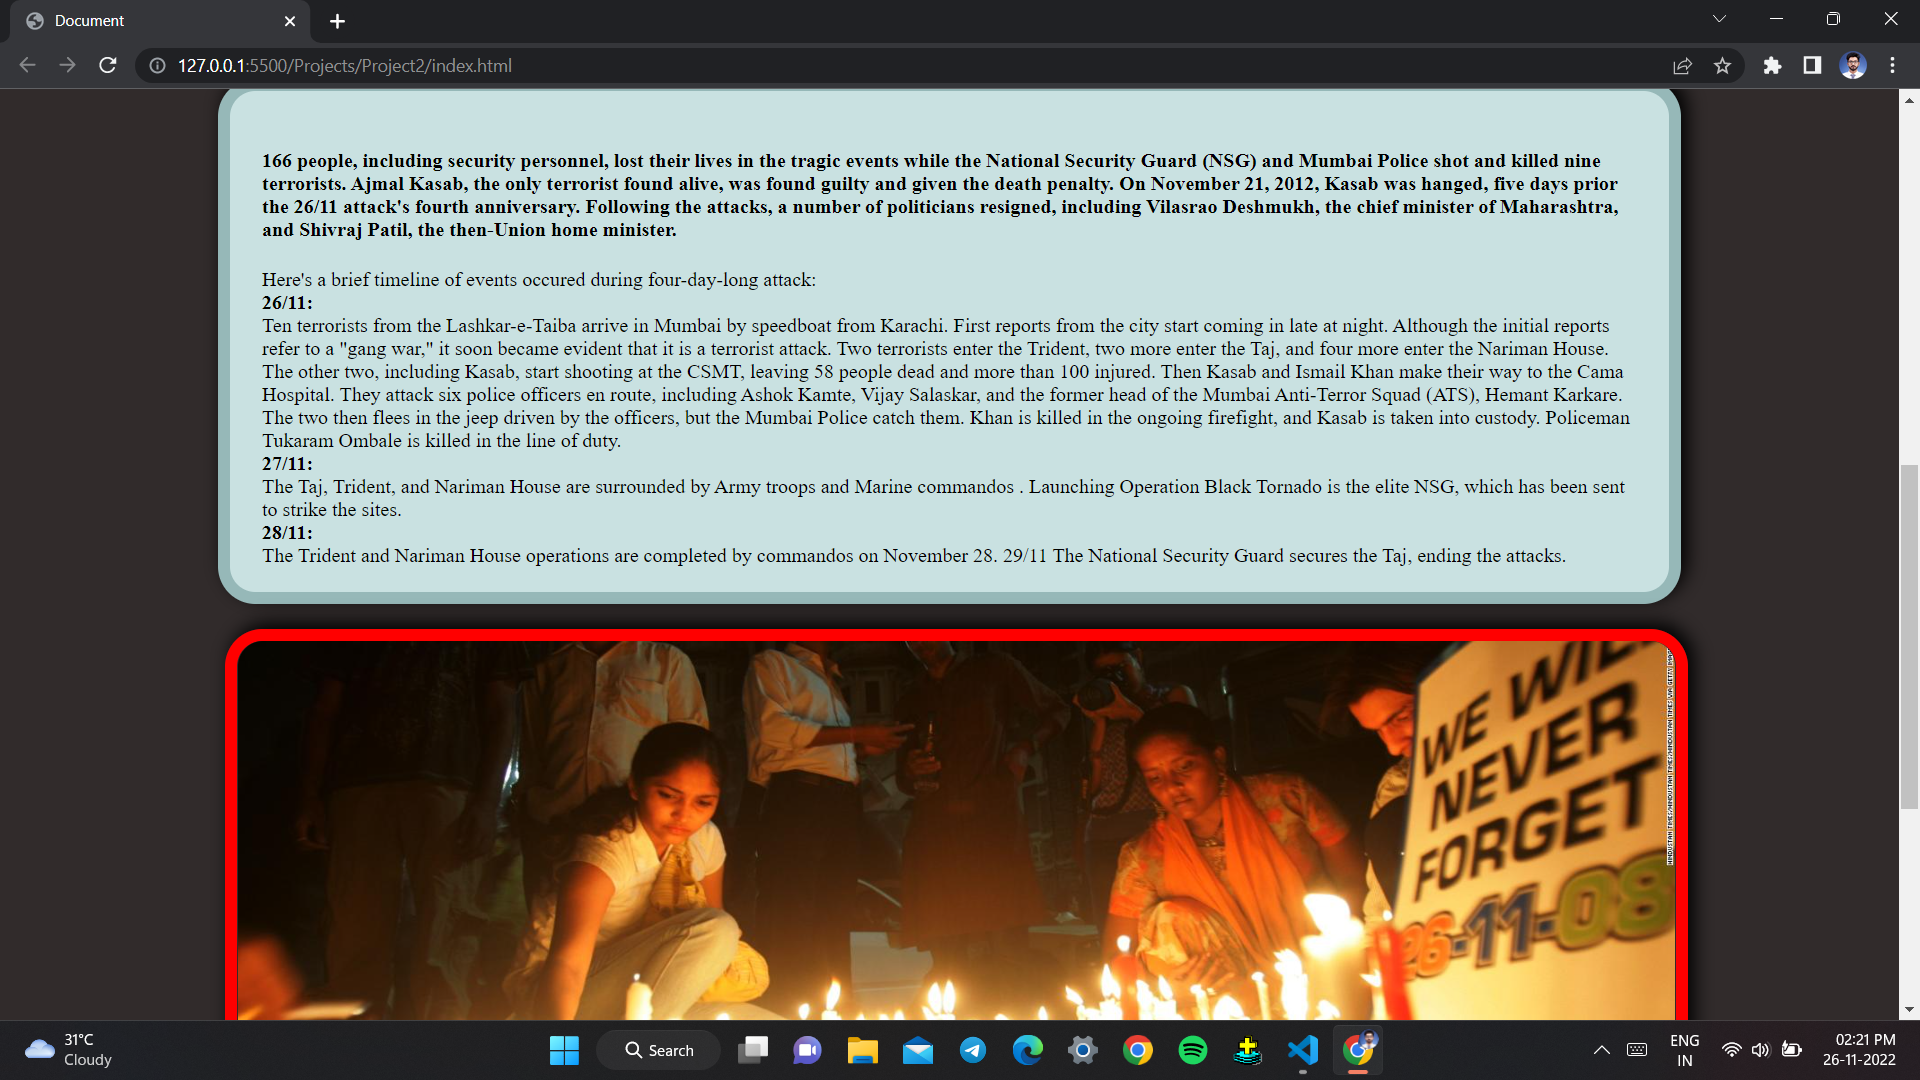 Document
127.0.0.1:5500/Projects/Project2/index.html
166 people, including security personnel, lost their lives in the tragic events while the National Security Guard (NSG) and Mumbai Police shot and killed nine
terrorists. Ajmal Kasab, the only terrorist found alive, was found guilty and given the death penalty. On November 21, 2012, Kasab was hanged, five days prior
the 26/11 attack's fourth anniversary. Following the attacks, a number of politicians resigned, including Vilasrao Deshmukh, the chief minister of Maharashtra,
and Shivraj Patil, the then-Union home minister.
Here's a brief timeline of events occured during four-day-long attack:
26/11:
Ten terrorists from the Lashkar-e-Taiba arrive in Mumbai by speedboat from Karachi. First reports from the city start coming in late at night. Although the initial reports
refer to a "gang war," it soon became evident that it is a terrorist attack. Two terrorists enter the Trident, two more enter the Taj, and four more enter the Nariman House.
The other two, including Kasab, start shooting at the CSMT, leaving 58 people dead and more than 100 injured. Then Kasab and Ismail Khan make their way to the Cama
Hospital. They attack six police officers en route, including Ashok Kamte, Vijay Salaskar, and the former head of the Mumbai Anti-Terror Squad (ATS), Hemant Karkare.
The two then flees in the jeep driven by the officers, but the Mumbai Police catch them. Khan is killed in the ongoing firefight, and Kasab is taken into custody. Policeman
Tukaram Ombale is killed in the line of duty.
27/11:
The Taj, Trident, and Nariman House are surrounded by Army troops and Marine commandos . Launching Operation Black Tornado is the elite NSG, which has been sent
to strike the sites.
28/11:
The Trident and Nariman House operations are completed by commandos on November 28. 29/11 The National Security Guard secures the Taj, ending the attacks.
WE WILL
NEVER
FORGET
26-11-08
HINDUSTAN TIMES/HINDUSTAN TIMES VIA GETTY
31°C
Cloudy
Search
ENG
IN
02:21 PM
26-11-2022